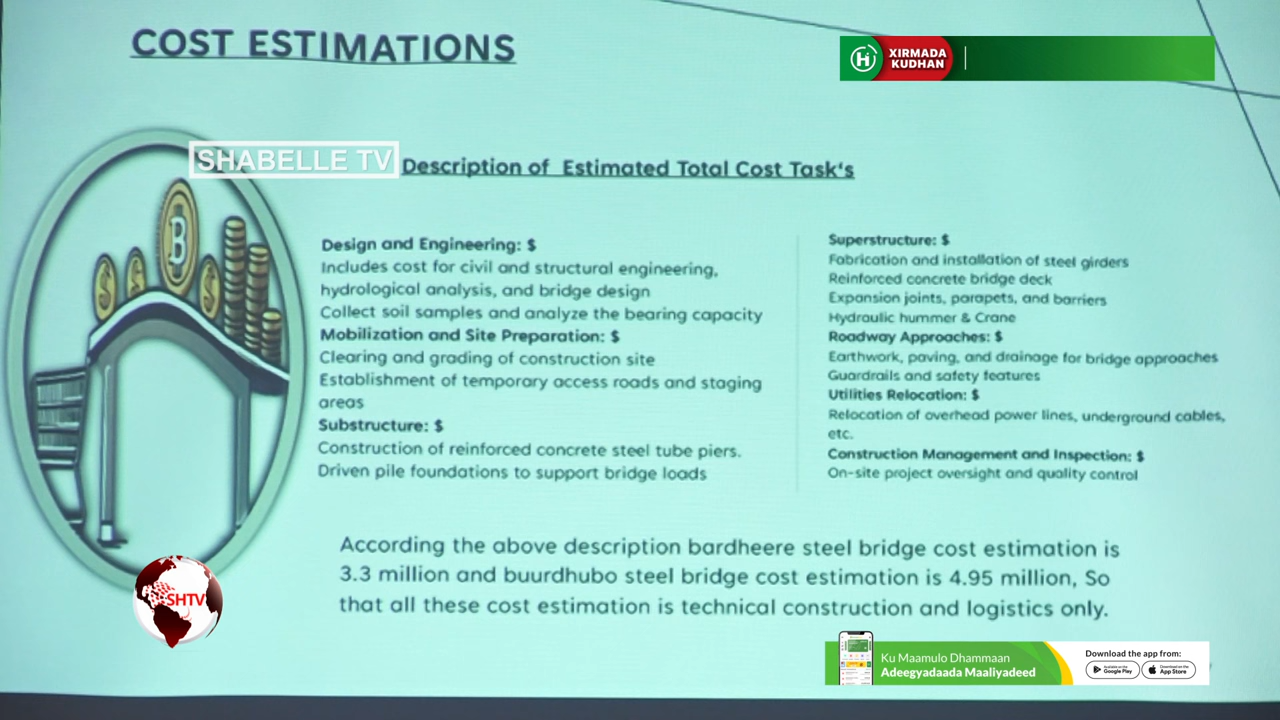 COST ESTIMATIONS
XIRMADA
KUDHAN
SHABELLE TV
Description of Estimated Total Cost Task's
Design and Engineering: $
Includes cost for civil and structural engineering,
hydrological analysis, and bridge design
Collect soil samples and analyze the bearing capacity
Mobilization and Site Preparation: $
Clearing and grading of construction site
Establishment of temporary access roads and staging
areas
Substructure: $
Construction of reinforced concrete steel tube piers.
Driven pile foundations to support bridge loads
Superstructure: $
Fabrication and installation of steel girders
Reinforced concrete bridge deck
Expansion joints, parapets, and barriers
Hydraulic hummer & Crane
Roadway Approaches: $
Earthwork, paving, and drainage for bridge approaches
Guardrails and safety features
Utilities Relocation: $
Relocation of overhead power lines, underground cables,
etc.
Construction Management and Inspection: $
On-site project oversight and quality control
According the above description bardheere steel bridge cost estimation is
3.3 million and buurdhubo steel bridge cost estimation is 4.95 million, So
that all these cost estimation is technical construction and logistics only.
SHTV
Ku Maamulo Dhammaan
Adeegyadaada Maaliyadeed
Download the app from:
Google Play
App Store